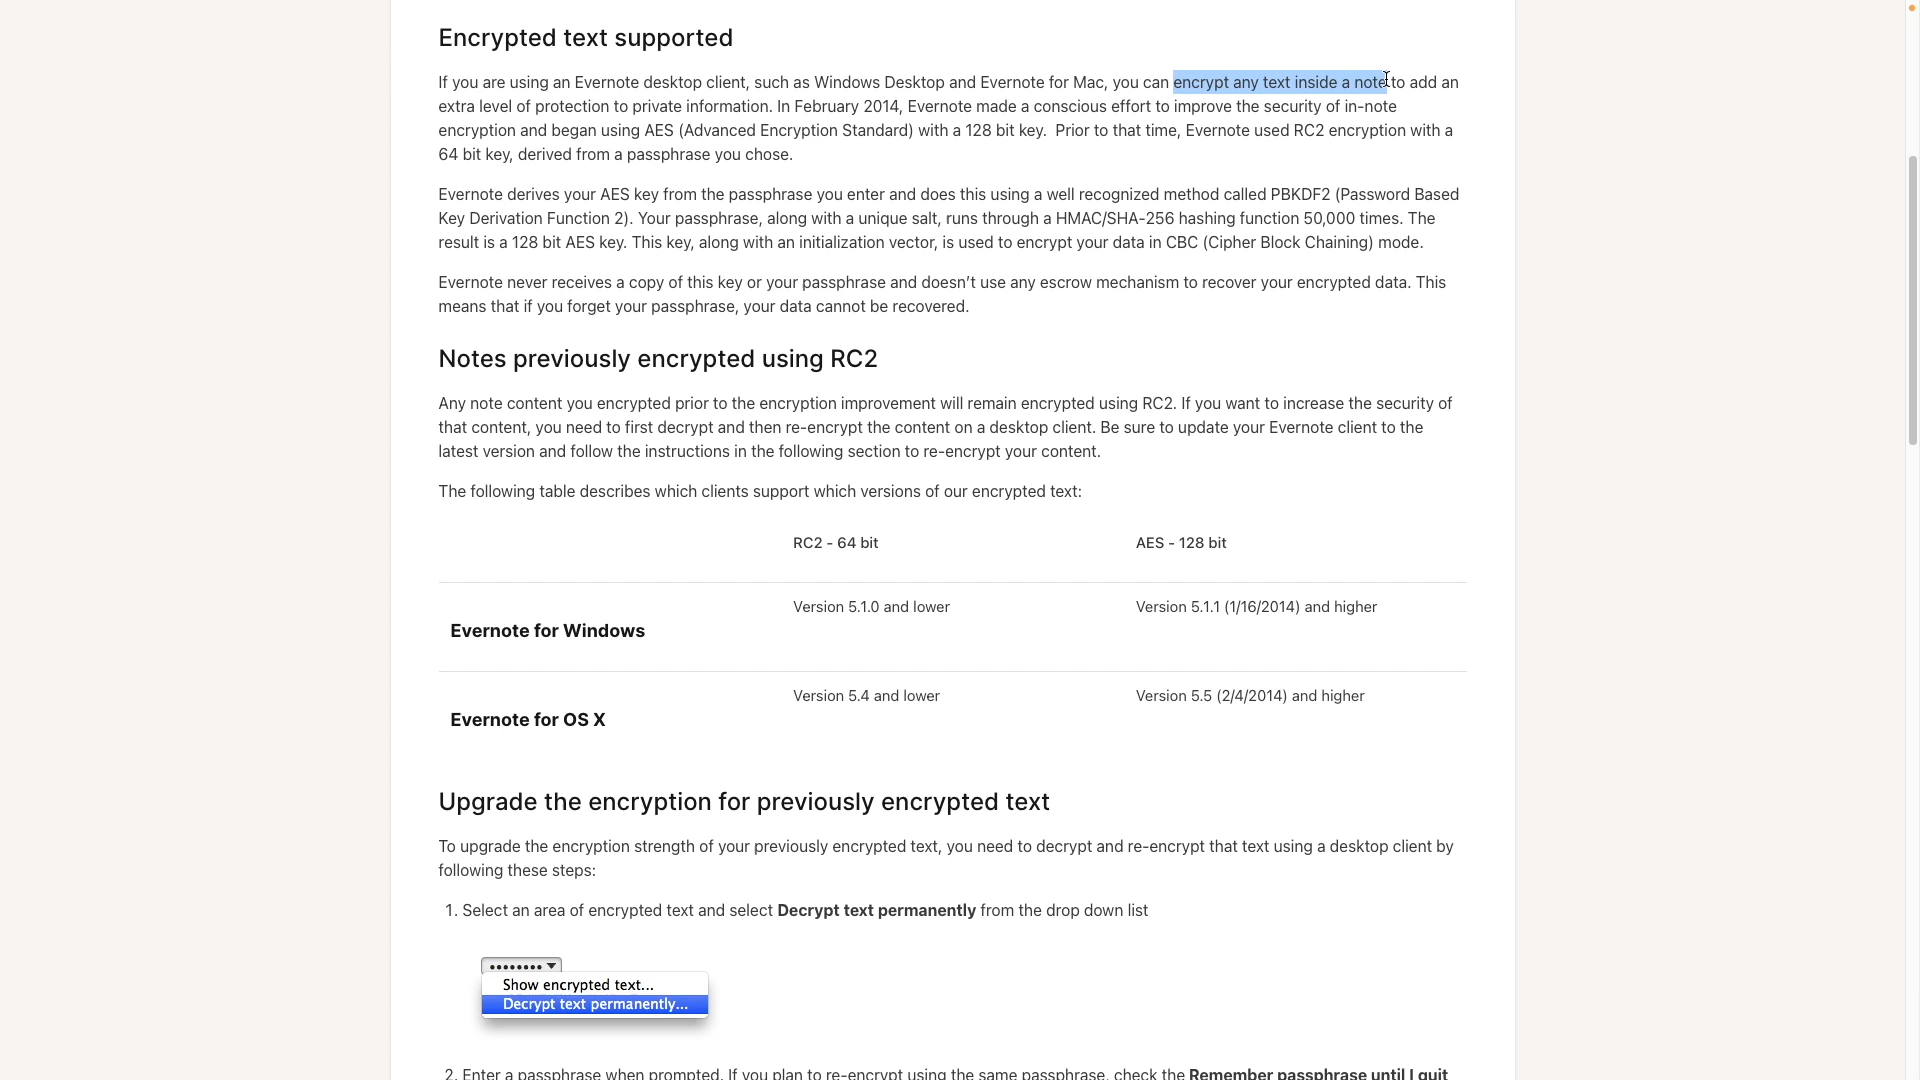 Encrypted text supported
If you are using an Evernote desktop client, such as Windows Desktop and Evernote for Mac, you can encrypt any text inside a note to add an
extra level of protection to private information. In February 2014, Evernote made a conscious effort to improve the security of in-note
encryption and began using AES (Advanced Encryption Standard) with a 128 bit key.  Prior to that time, Evernote used RC2 encryption with a
64 bit key, derived from a passphrase you chose.
Evernote derives your AES key from the passphrase you enter and does this using a well recognized method called PBKDF2 (Password Based
Key Derivation Function 2). Your passphrase, along with a unique salt, runs through a HMAC/SHA-256 hashing function 50,000 times. The
result is a 128 bit AES key. This key, along with an initialization vector, is used to encrypt your data in CBC (Cipher Block Chaining) mode.
Evernote never receives a copy of this key or your passphrase and doesn’t use any escrow mechanism to recover your encrypted data. This
means that if you forget your passphrase, your data cannot be recovered.
Notes previously encrypted using RC2
Any note content you encrypted prior to the encryption improvement will remain encrypted using RC2. If you want to increase the security of
that content, you need to first decrypt and then re-encrypt the content on a desktop client. Be sure to update your Evernote client to the
latest version and follow the instructions in the following section to re-encrypt your content.
The following table describes which clients support which versions of our encrypted text:
RC2 - 64 bit AES - 128 bit
Version 5.1.0 and lower Version 5.1.1 (1/16/2014) and higher
Evernote for Windows
Version 5.4 and lower Version 5.5 (2/4/2014) and higher
Evernote for OS X
Upgrade the encryption for previously encrypted text
To upgrade the encryption strength of your previously encrypted text, you need to decrypt and re-encrypt that text using a desktop client by
following these steps:
1. Select an area of encrypted text and select Decrypt text permanently from the drop down list
••••••••
Show encrypted text...
Decrypt text permanently...
2. Enter a passphrase when prompted. If you plan to re-encrypt using the same passphrase, check the Remember passphrase until I quit